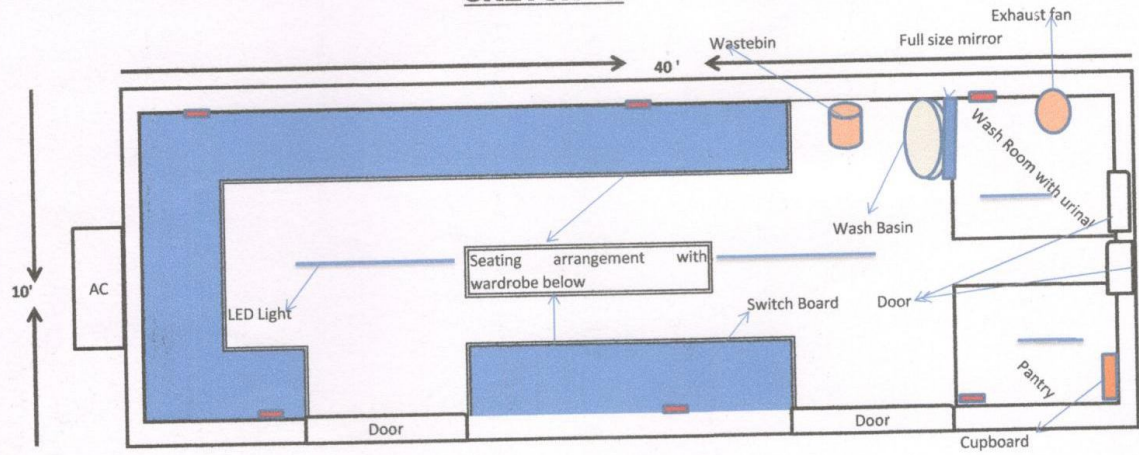 Exhaust fan
Wastebin
Full size mirror
40 '
Wash Room with urinal
Wash Basin
10'
AC
Seating arrangement with
wardrobe below
LED Light
Switch Board
Door
Pantry
Door
Door
Cupboard